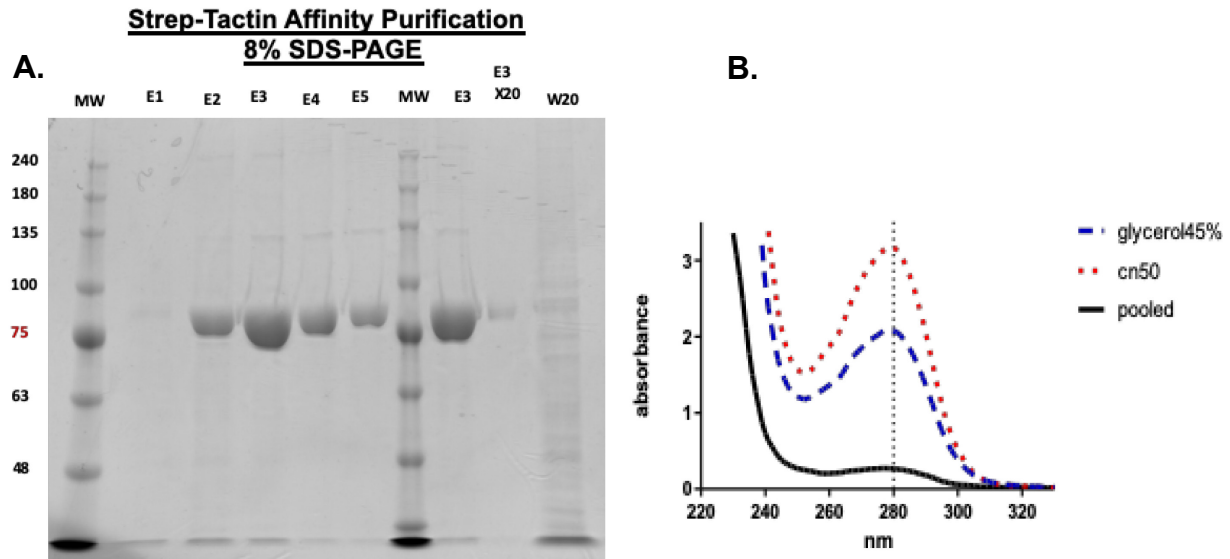 Strep-Tactin Affinity Purification
8% SDS-PAGE
A.
MW E1 E2 E3 E4 E5 MW E3 E3 X20 W20
240
180
135
100
75
63
48
B.
absorbance
3
2
1
0
220 240 260 280 300 320
nm
glycerol45%
cn50
pooled